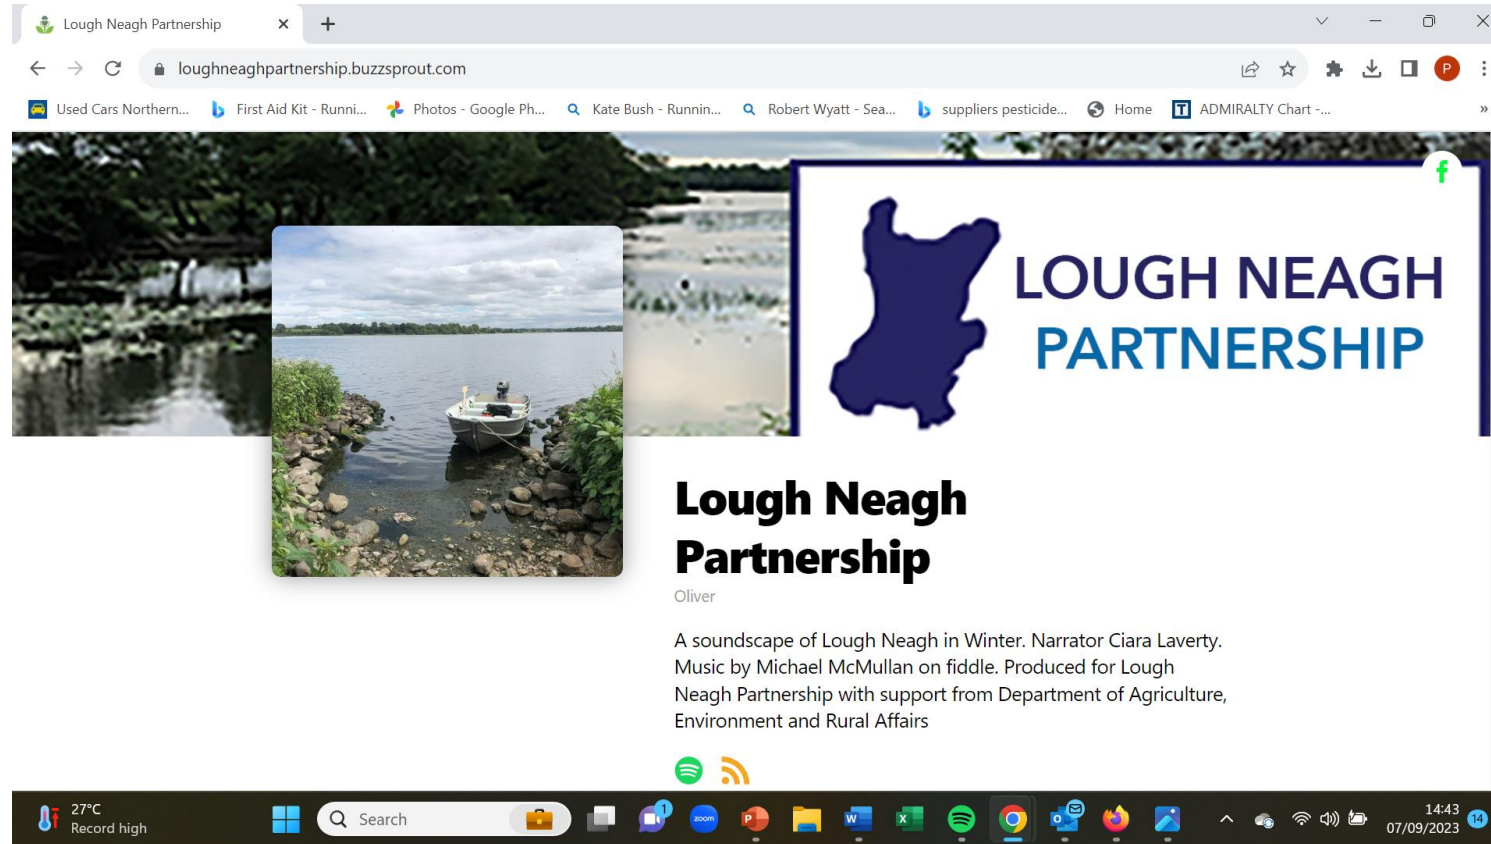 Lough Neagh Partnership
loughneaghpartnership.buzzsprout.com
P
Used Cars Northern...
First Aid Kit - Runni...
Photos - Google Ph...
Kate Bush - Runnin...
Robert Wyatt - Sea...
suppliers pesticide...
Home
ADMIRALTY Chart -...
»
LOUGH NEAGH
PARTNERSHIP
Lough Neagh
Partnership
Oliver
A soundscape of Lough Neagh in Winter. Narrator Ciara Laverty.
Music by Michael McMullan on fiddle. Produced for Lough
Neagh Partnership with support from Department of Agriculture,
Environment and Rural Affairs
27°C
Record high
Search
1
zoom
14:43
07/09/2023
14